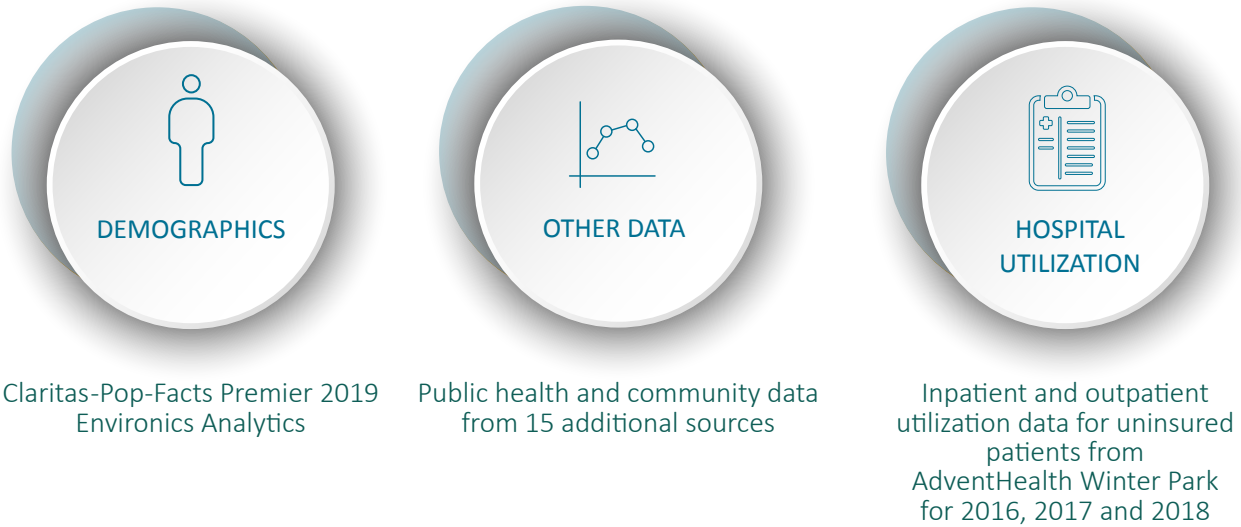 DEMOGRAPHICS
Claritas-Pop-Facts Premier 2019
Environics Analytics
OTHER DATA
Public health and community data
from 15 additional sources
HOSPITAL
UTILIZATION
Inpatient and outpatient
utilization data for uninsured
patients from
AdventHealth Winter Park
for 2016, 2017 and 2018